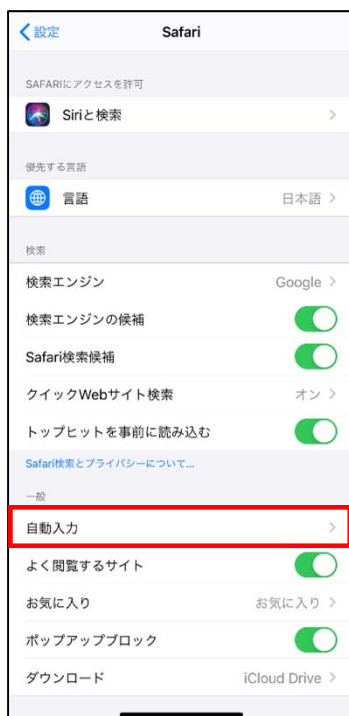 設定 Safari
SAFARIにアクセスを許可
Siriと検索
優先する言語
言語 日本語
検索
検索エンジン Google
検索エンジンの候補
Safari検索候補
クイックWebサイト検索 オン
トップヒットを事前に読み込む
Safari検索とプライバシーについて...
一般
自動入力
よく閲覧するサイト
お気に入り お気に入り
ポップアップブロック
ダウンロード iCloud Drive